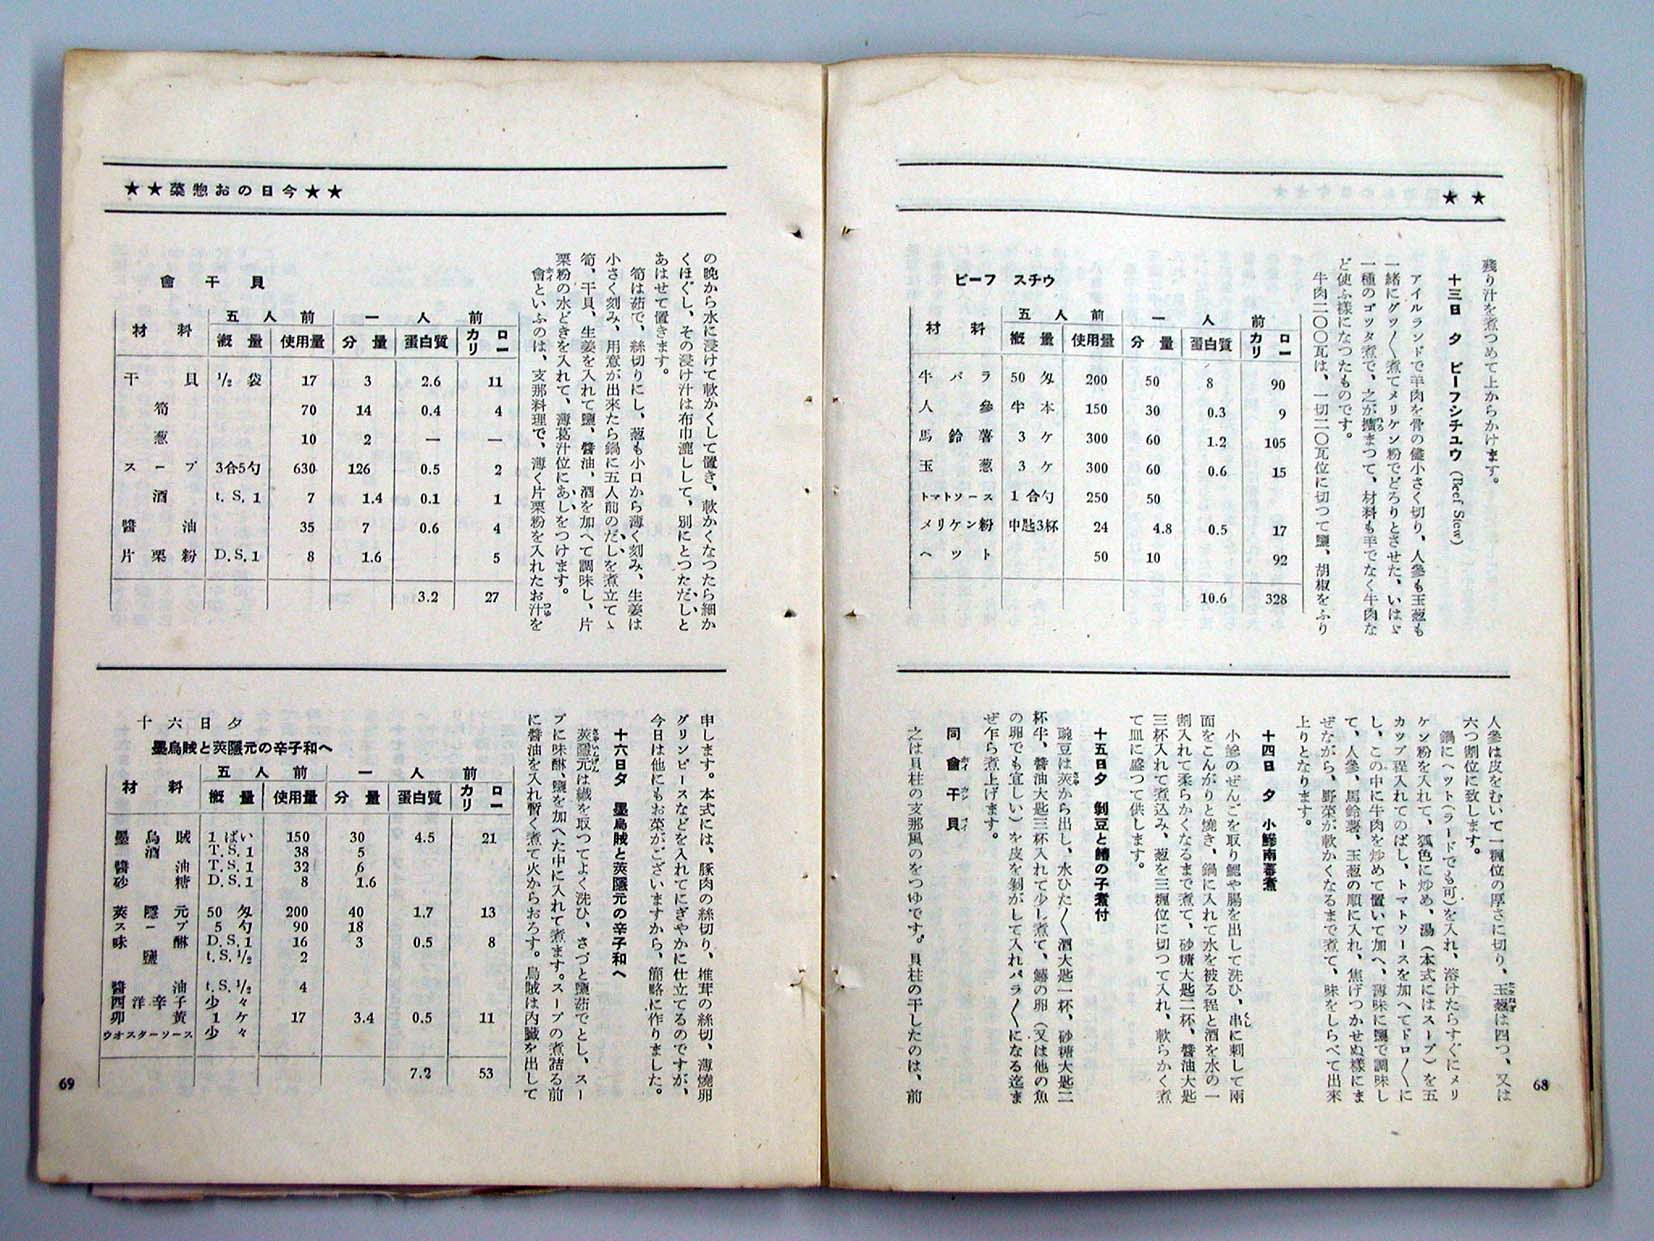 ★★
残り汁を煮つめて上からかけます。
十三日　夕　ビーフシチユウ (Beef Stew)
アイルランドで羊肉を骨の儘小さく切り、人參も玉葱も
一緒にグツ〳〵煮てメリケン粉でどろりとさせた、いはゞ
一種のゴツタ煮で、之が擴まつて、材料も羊でなく牛肉な
ど使ふ樣になつたものです。
牛肉二〇〇瓦は、一切二〇瓦位に切つて鹽、胡椒をふり
ビーフ　スチウ
材料　五人前　一人前
概量　使用量　分量　蛋白質　カロリー
牛バラ　50匁　200　50　8　90
人參　半本　150　30　0.3　9
馬鈴薯　3ケ　300　60　1.2　105
玉葱　3ケ　300　60　0.6　15
トマトソース　1合勺　250　50
メリケン粉　中匙3杯　24　4.8　0.5　17
ヘツト　50　10　92
10.6　328
人參は皮をむいて一糎位の厚さに切り、玉葱は四つ、又は
六つ割位に致します。
鍋にヘツト(ラードでも可)を入れ、溶けたらすぐにメリ
ケン粉を入れて、狐色に炒め、湯(本式にはスープ)を五
カツプ程入れてのばし、トマトソースを加へてドロ〳〵に
し、この中に牛肉を炒めて置いて加へ、薄味に鹽で調味し
て、人參、馬鈴薯、玉葱の順に入れ、焦げつかせぬ樣にま
ぜながら、野菜が軟かくなるまで煮て、味をしらべて出來
上りとなります。
十四日　夕　小鯵南蕃煮
小鯵のぜんごを取り鰓や腸を出して洗ひ、串に刺して兩
面をこんがりと燒き、鍋に入れて水を被る程と酒を水の一
割入れて柔らかくなるまで煮て、砂糖大匙二杯、醬油大匙
三杯入れて煮込み、葱を三糎位に切つて入れ、軟らかく煮
て皿に盛つて供します。
十五日夕　剝豆と鱈の子煮付
豌豆は莢から出し、水ひた〳〵酒大匙一杯、砂糖大匙二
杯半、醬油大匙三杯入れて少し煮て、鱈の卵(又は他の魚
の卵でも宜しい)を皮を剝がして入れパラ〳〵になる迄ま
ぜ乍ら煮上げます。
同　會干貝
之は貝柱の支那風のをつゆです。貝柱の干したのは、前
68
★★今日のお惣菜★★
の晩から水に浸けて軟かくして置き、軟かくなつたら細か
くほぐし、その浸け汁は布巾漉しして、別にとつただしと
あはせて置きます。
筍は茹で、絲切りにし、葱も小口から薄く刻み、生姜は
小さく刻み、用意が出來たら鍋に五人前のだしを煮立てゝ
筍、干貝、生姜を入れて鹽、醬油、酒を加へて調味し、片
栗粉の水どきを入れて、薄葛汁位にあしをつけます。
會といふのは、支那料理で、薄く片栗粉を入れたお汁を
會干貝
材料　五人前　一人前
概量　使用量　分量　蛋白質　カロリー
干貝　1/2袋　17　3　2.6　11
筍　70　14　0.4　4
葱　10　2　—　—
スープ　3合5勺　630　126　0.5　2
酒　t.S.1　7　1.4　0.1　1
醬油　35　7　0.6　4
片栗粉　D.S.1　8　1.6　5
3.2　27
申します。本式には、豚肉の絲切り、椎茸の絲切、薄燒卵
グリンピースなどを入れてにぎやかに仕立てるのですが、
今日は他にもお菜がございますから、簡略に作りました。
十六日夕　墨烏賊と莢隱元の辛子和へ
莢隱元は纎を取つてよく洗ひ、さつと鹽茹でとし、スー
プに味醂、鹽を加へた中に入れて煮ます。スープの煮詰る前
に醬油を入れ暫く煮て火からおろす。烏賊は內臟を出して
十六日夕
墨烏賊と莢隱元の辛子和へ
材料　五人前　一人前
概量　使用量　分量　蛋白質　カロリー
墨烏賊　1ぱい　150　30　4.5　21
酒　T.S.1　38　5
醬油　T.S.1　32　6
砂糖　D.S.1　8　1.6
莢隱元　50匁　200　40　1.7　13
スープ　5勺　90　18
味醂　D.S.1　16　3　0.5　8
鹽　t.S.1/2　2
醬油　t.S.1/2　4
西洋辛子　少々
卵黃　1ケ　17　3.4　0.5　11
ウオスターソース　少々
7.2　53
69